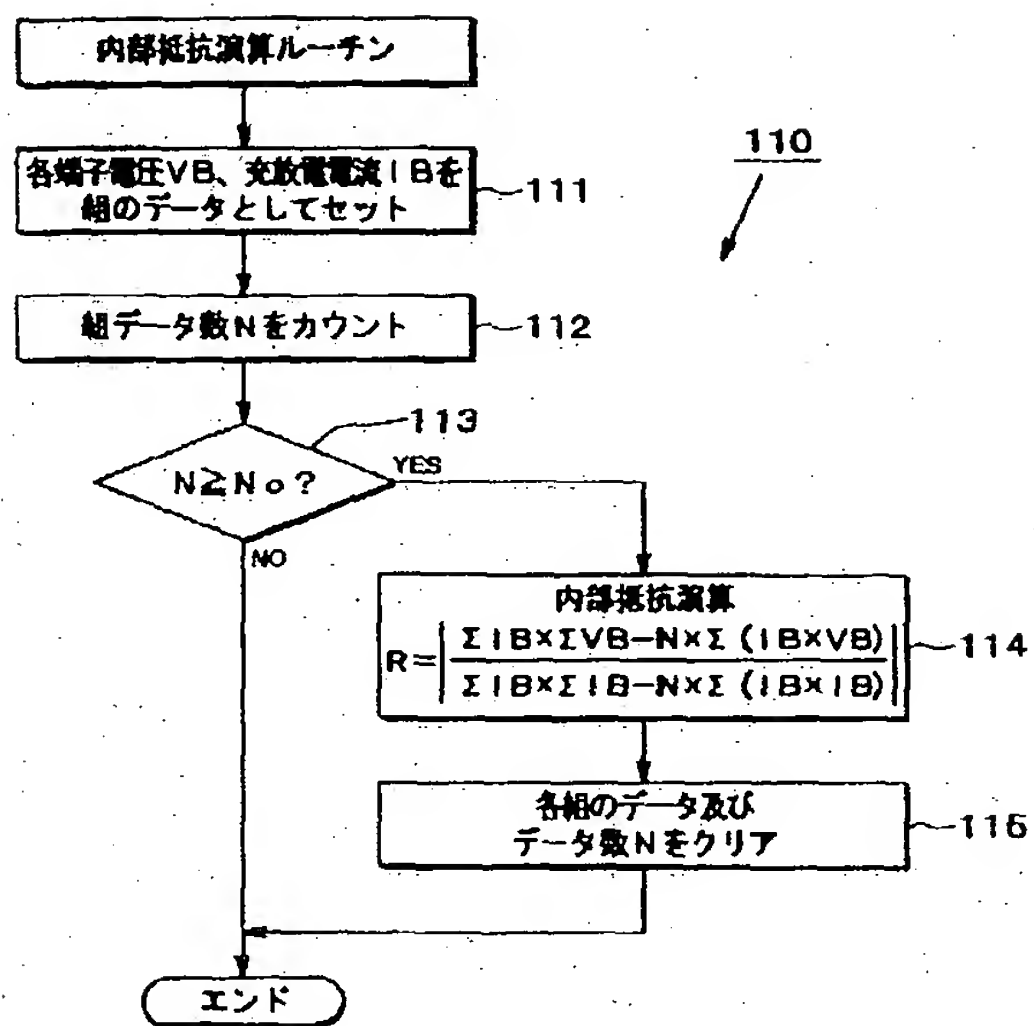 内部抵抗演算ルーチン
110
各端子電圧VB、充放電電流IBを
組のデータとしてセット
111
組データ数Nをカウント
112
113
N≧No?
YES
NO
内部抵抗演算
R=|ΣIB×ΣVB-N×Σ(IB×VB)
ΣIB×ΣIB-N×Σ(IB×IB)|
114
各組のデータ及び
データ数Nをクリア
115
エンド